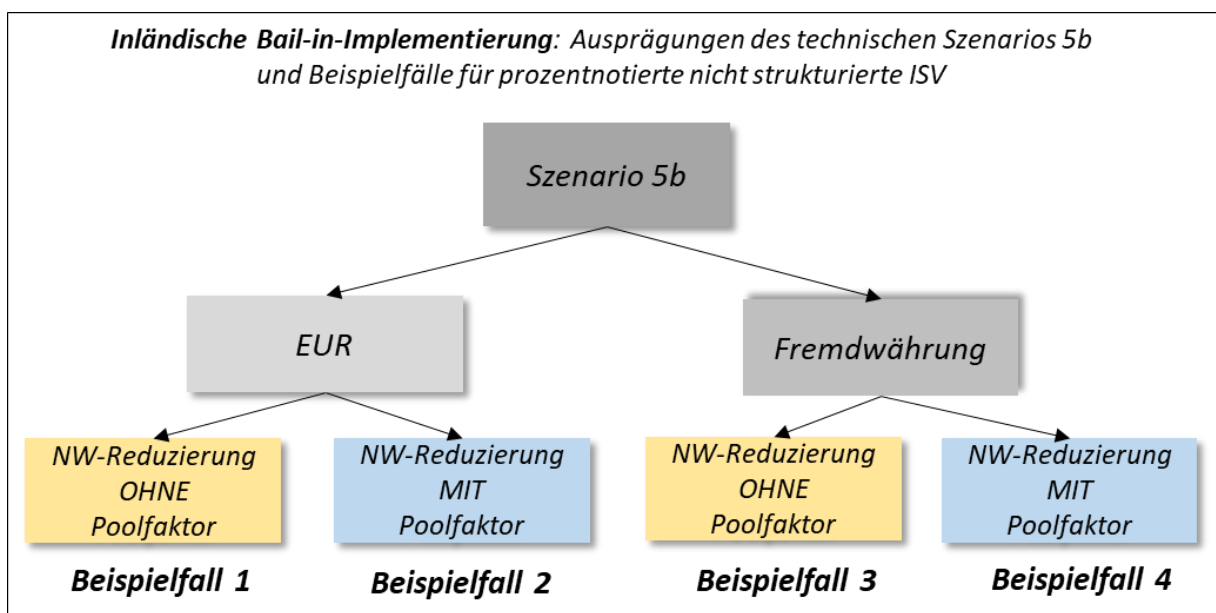 Inländische Bail-in-Implementierung: Ausprägungen des technischen Szenarios 5b
und Beispielfälle für prozentnotierte nicht strukturierte ISV
Szenario 5b
EUR
Fremdwährung
NW-Reduzierung
OHNE
Poolfaktor
NW-Reduzierung
MIT
Poolfaktor
NW-Reduzierung
OHNE
Poolfaktor
NW-Reduzierung
MIT
Poolfaktor
Beispielfall 1
Beispielfall 2
Beispielfall 3
Beispielfall 4